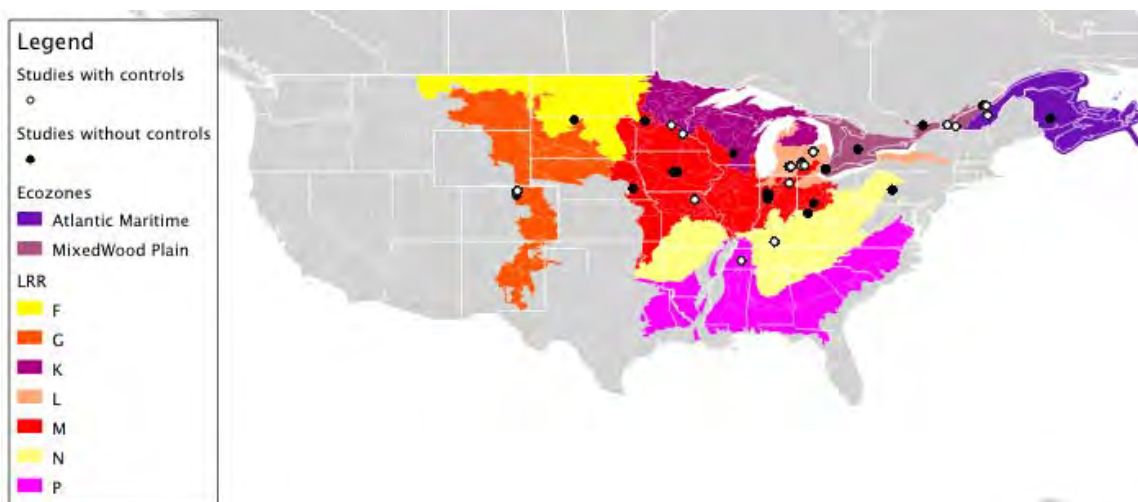 Legend
Studies with controls
Studies without controls
Ecozones
Atlantic Maritime
MixedWood Plain
LRR
F
G
K
L
M
N
P